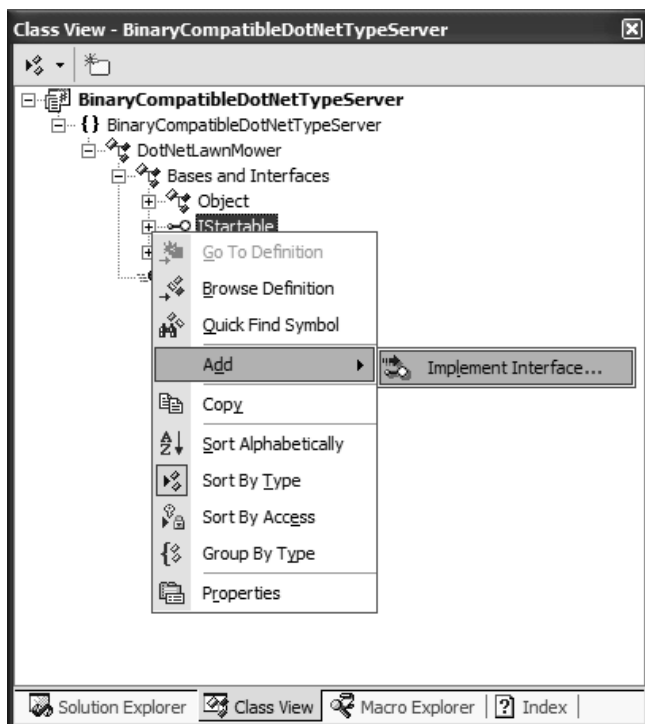 Class View - BinaryCompatibleDotNetTypeServer
BinaryCompatibleDotNetTypeServer
{} BinaryCompatibleDotNetTypeServer
DotNetLawnMower
Bases and Interfaces
Object
IStartable
Go To Definition
Browse Definition
Quick Find Symbol
Add
Implement Interface...
Copy
Sort Alphabetically
Sort By Type
Sort By Access
Group By Type
Properties
Solution Explorer
Class View
Macro Explorer
Index